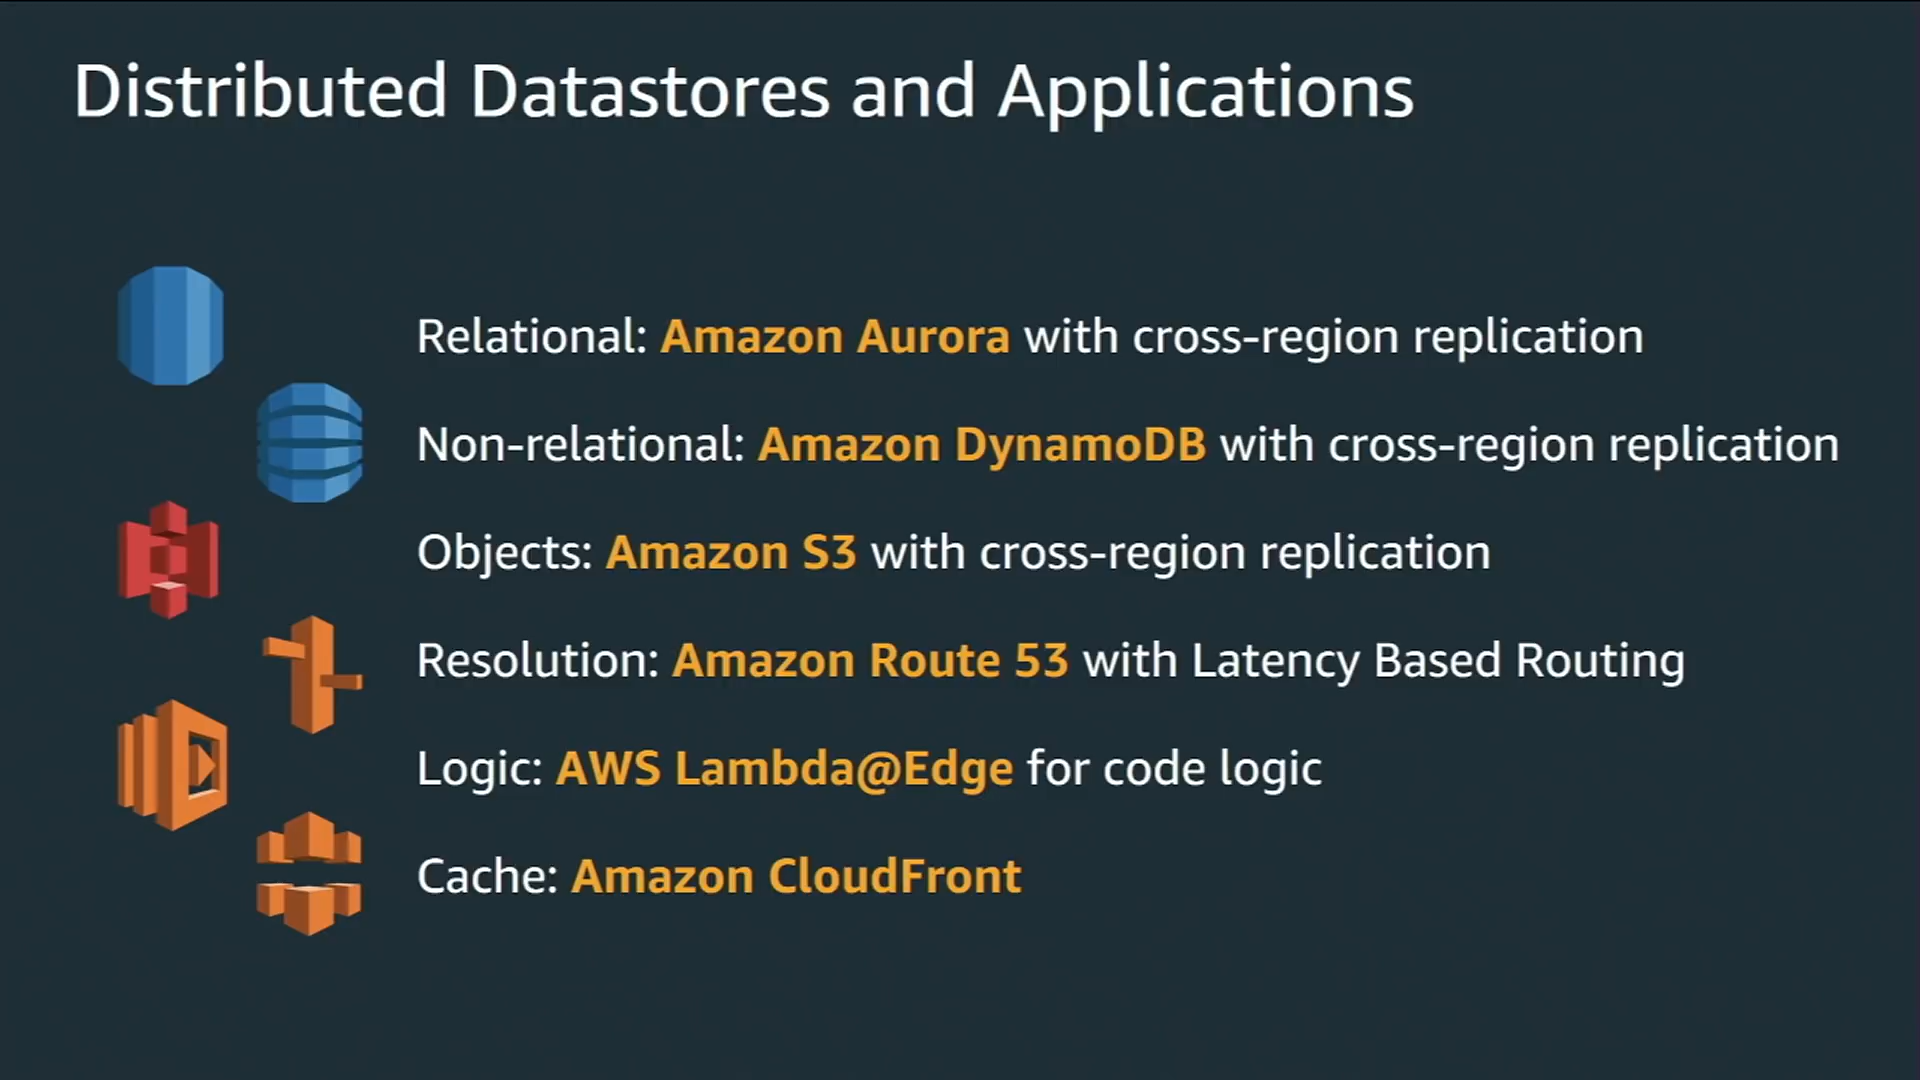 Distributed Datastores and Applications
Relational: Amazon Aurora with cross-region replication
Non-relational: Amazon DynamoDB with cross-region replication
Objects: Amazon S3 with cross-region replication
Resolution: Amazon Route 53 with Latency Based Routing
Logic: AWS Lambda@Edge for code logic
Cache: Amazon CloudFront